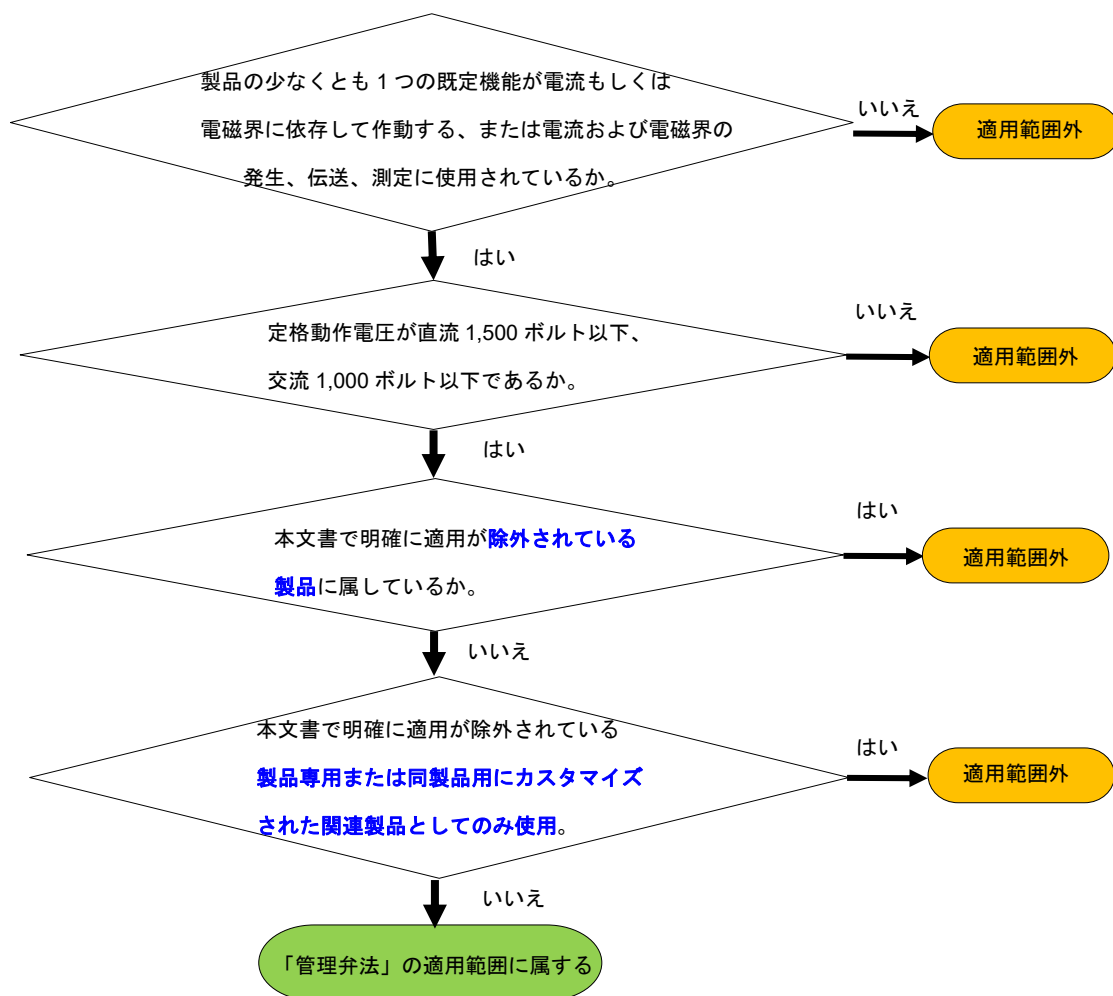 製品の少なくとも 1 つの既定機能が電流もしくは
電磁界に依存して作動する、または電流および電磁界の
発生、伝送、測定に使用されているか。
いいえ
適用範囲外
はい
定格動作電圧が直流 1,500 ボルト以下、
交流 1,000 ボルト以下であるか。
いいえ
適用範囲外
はい
本文書で明確に適用が除外されている
製品に属しているか。
はい
適用範囲外
いいえ
本文書で明確に適用が除外されている
製品専用または同製品用にカスタマイズ
された関連製品としてのみ使用。
はい
適用範囲外
いいえ
「管理弁法」の適用範囲に属する